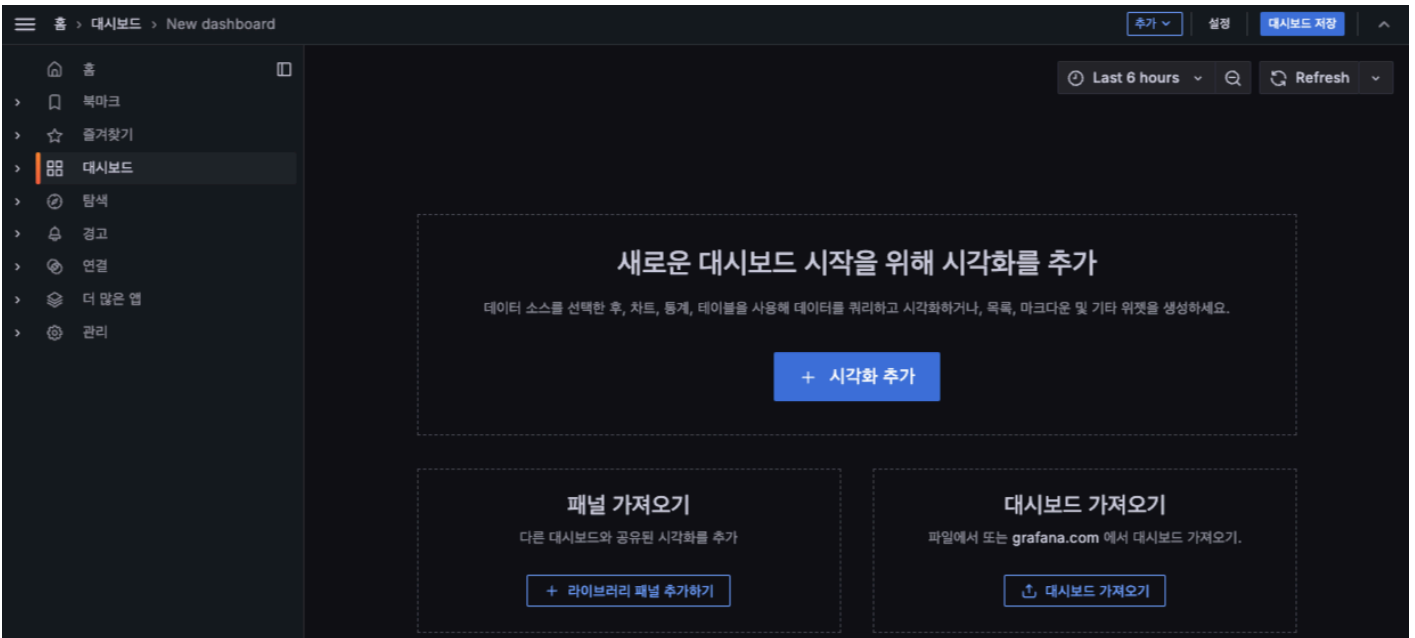 홈 › 대시보드 › New dashboard
추가
설정
대시보드 저장
홈
북마크
즐겨찾기
대시보드
탐색
경고
연결
더 많은 앱
관리
Last 6 hours
Refresh
새로운 대시보드 시작을 위해 시각화를 추가
데이터 소스를 선택한 후, 차트, 통계, 테이블을 사용해 데이터를 쿼리하고 시각화하거나, 목록, 마크다운 및 기타 위젯을 생성하세요.
+ 시각화 추가
패널 가져오기
다른 대시보드와 공유된 시각화를 추가
+ 라이브러리 패널 추가하기
대시보드 가져오기
파일에서 또는 grafana.com 에서 대시보드 가져오기.
대시보드 가져오기